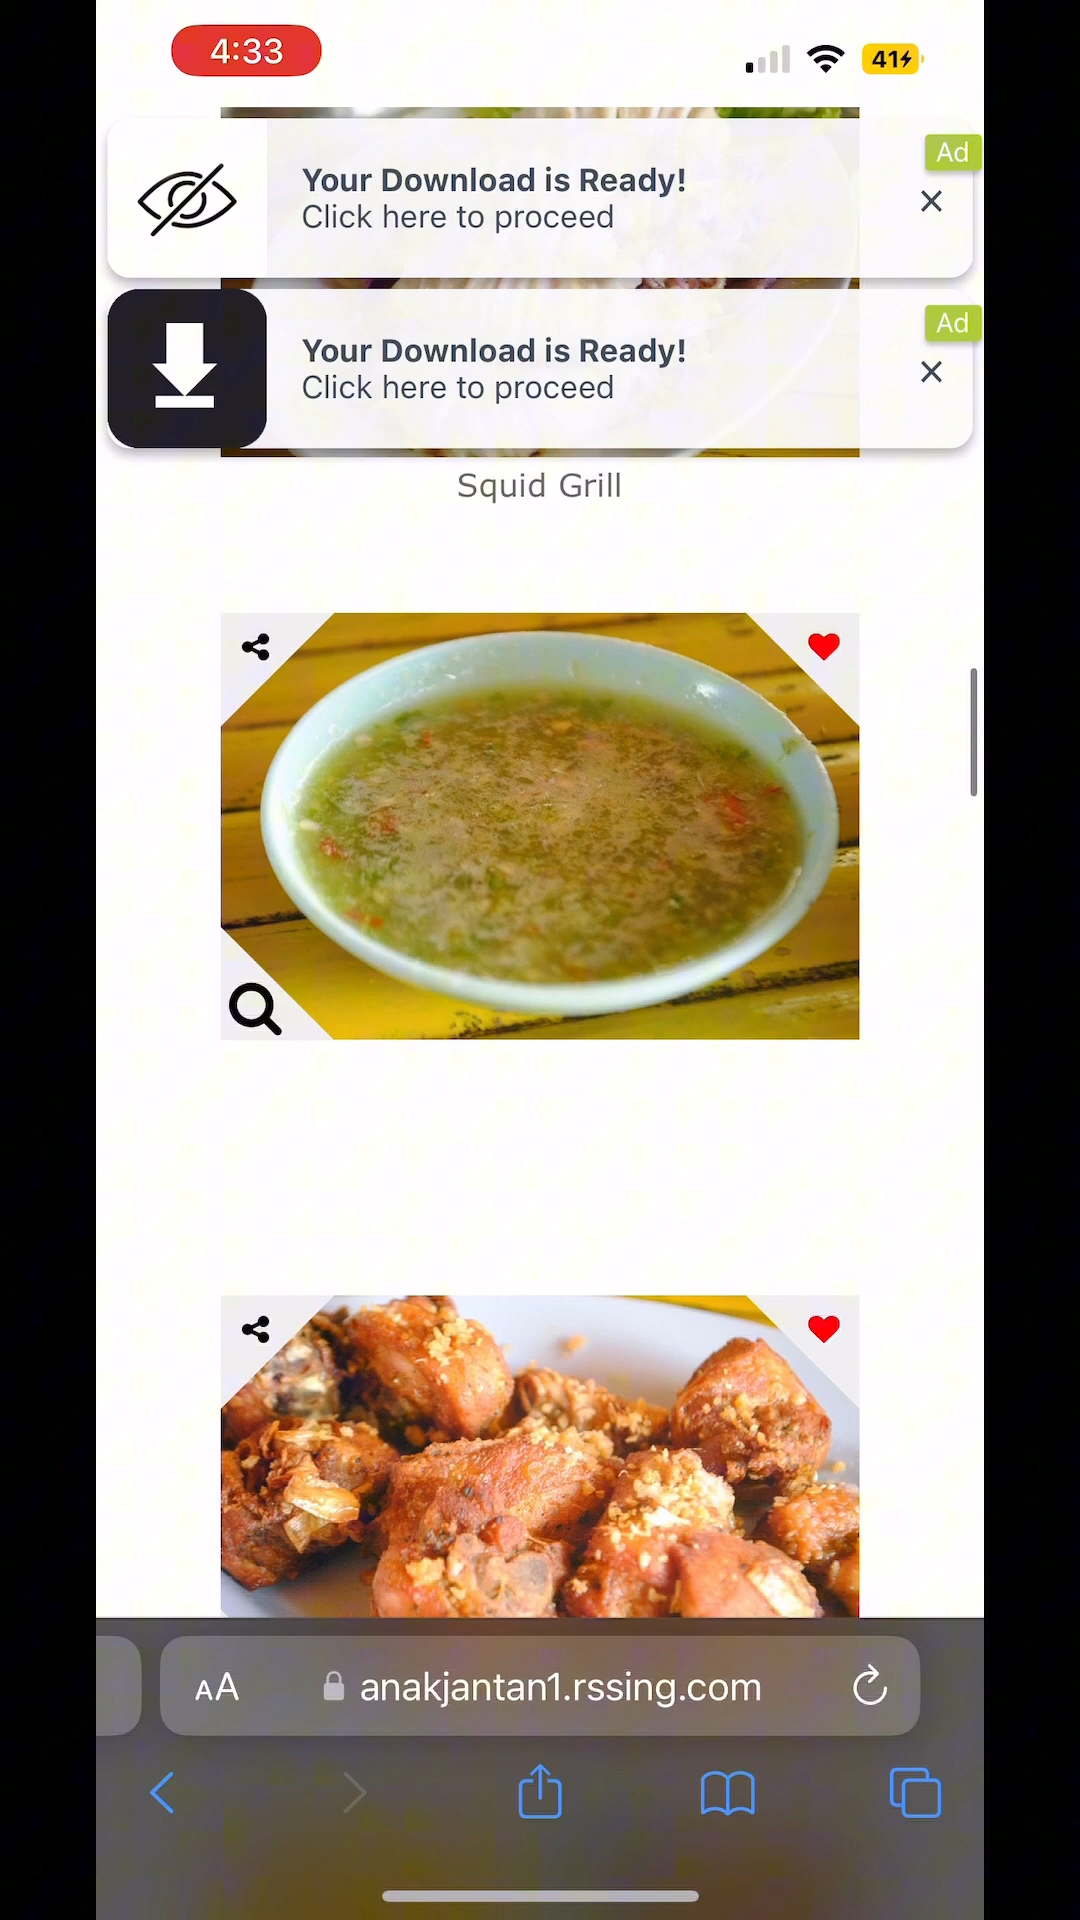 4:33
41
Ad
Your Download is Ready!
Click here to proceed
Ad
Your Download is Ready!
Click here to proceed
Squid Grill
AA
anakjantan1.rssing.com